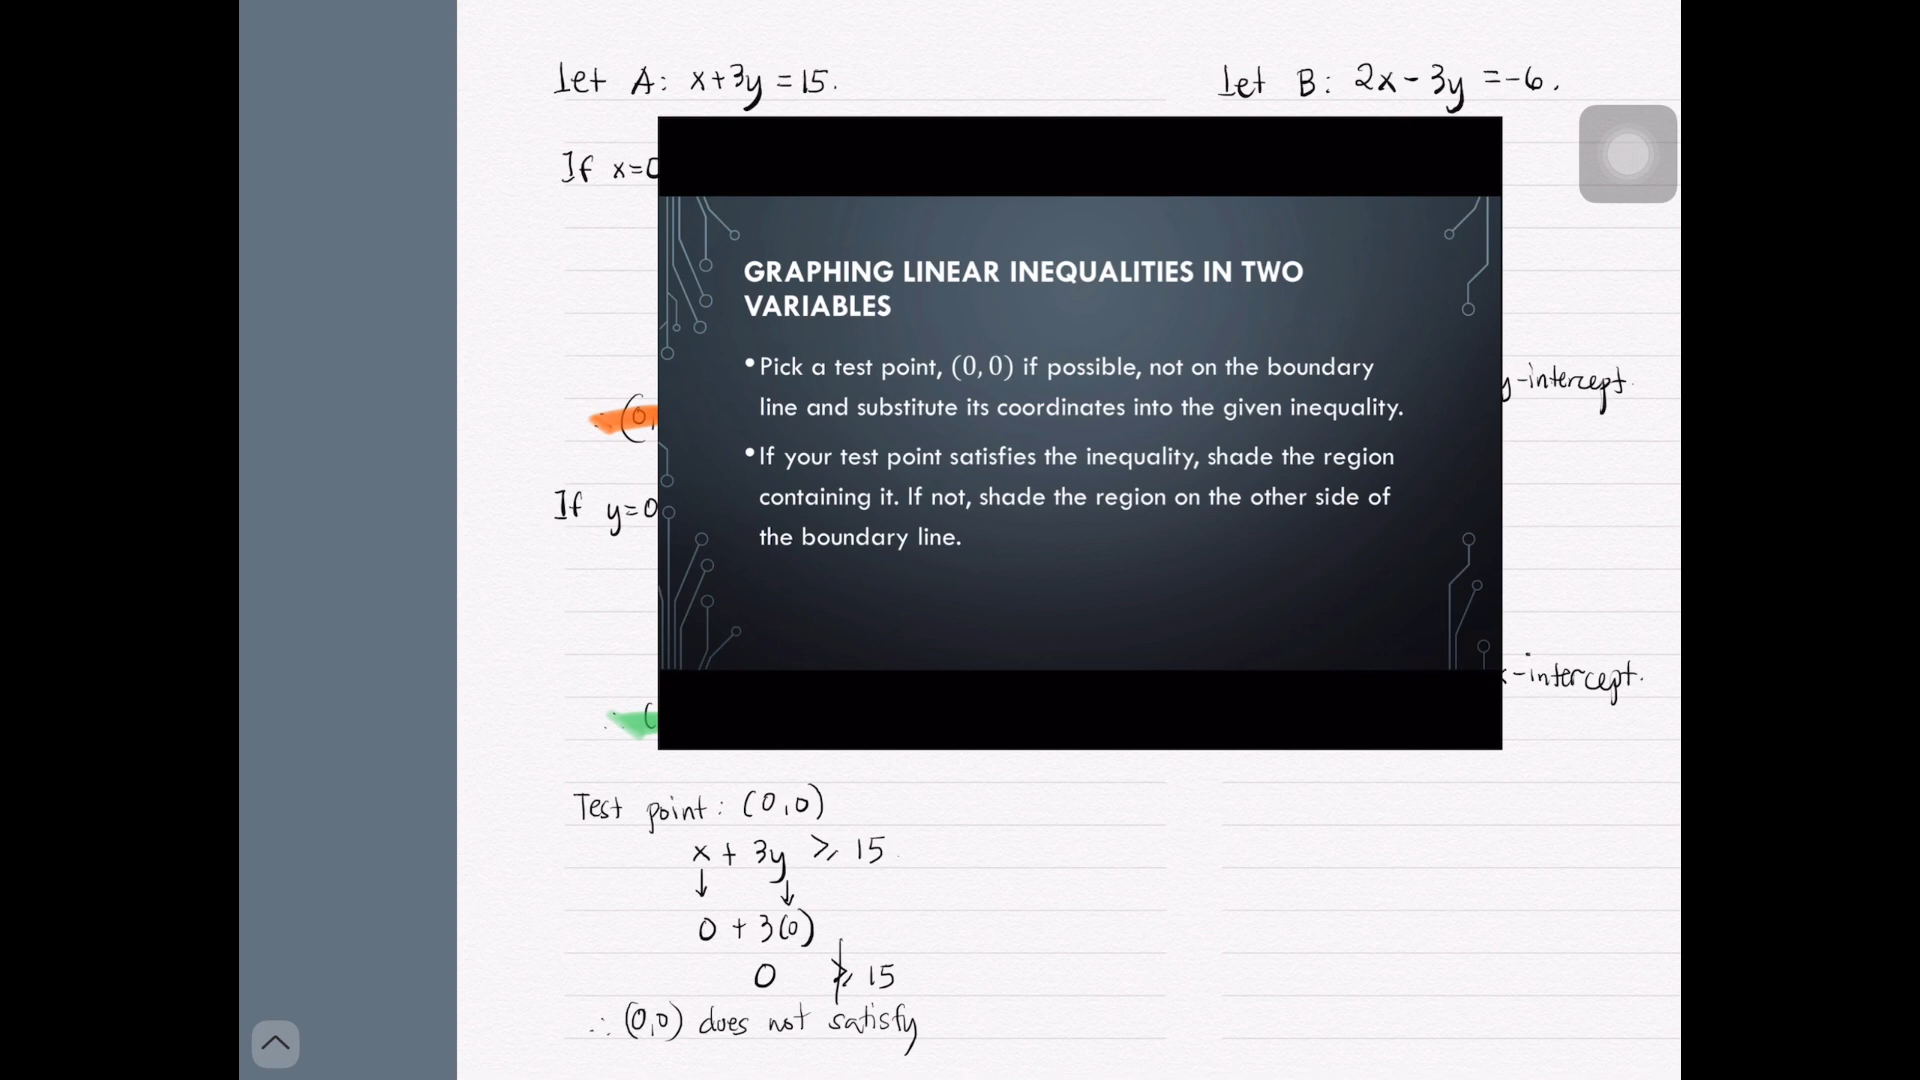 Let A: x+3y = 15.
Let B: 2x - 3y = -6.
If x=0
GRAPHING LINEAR INEQUALITIES IN TWO
VARIABLES
•Pick a test point, (0, 0) if possible, not on the boundary
line and substitute its coordinates into the given inequality.
•If your test point satisfies the inequality, shade the region
containing it. If not, shade the region on the other side of
the boundary line.
∴ (0,
y-intercept.
If y=0
x-intercept.
∴ (
Test point: (0,0)
x + 3y ≥ 15
↓ ↓
0 + 3(0)
0 ≱ 15
∴ (0,0) does not satisfy